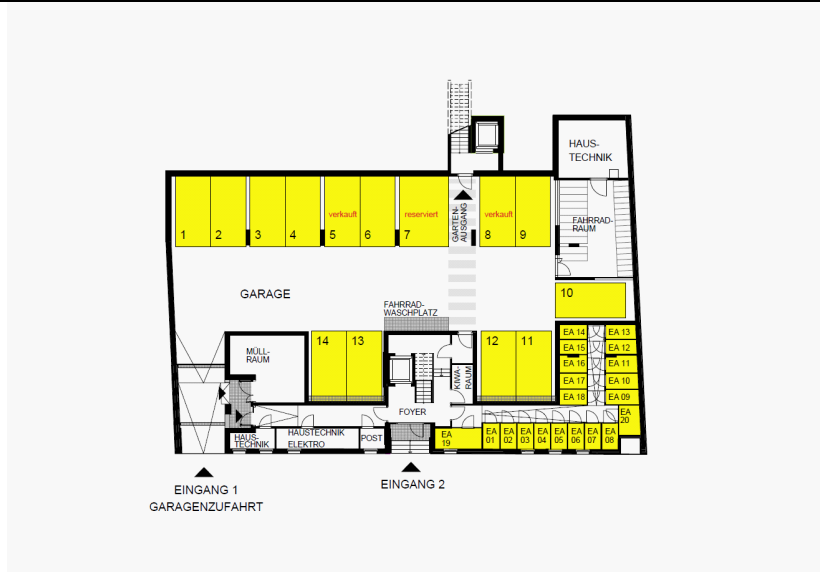 HAUS-
TECHNIK
verkauft
reserviert
verkauft
1
2
3
4
5
6
7
8
9
GARTEN-
AUSGANG
FAHRRAD-
RAUM
GARAGE
10
FAHRRAD-
WASCHPLATZ
MÜLL-
RAUM
14
13
12
11
EA 14
EA 13
EA 15
EA 12
EA 16
EA 11
EA 17
EA 10
EA 18
EA 09
KIWA-
RAUM
FOYER
EA
20
HAUS-
TECHNIK
HAUSTECHNIK
ELEKTRO
POST
EA
19
EA
01
EA
02
EA
03
EA
04
EA
05
EA
06
EA
07
EA
08
EINGANG 1
GARAGENZUFAHRT
EINGANG 2